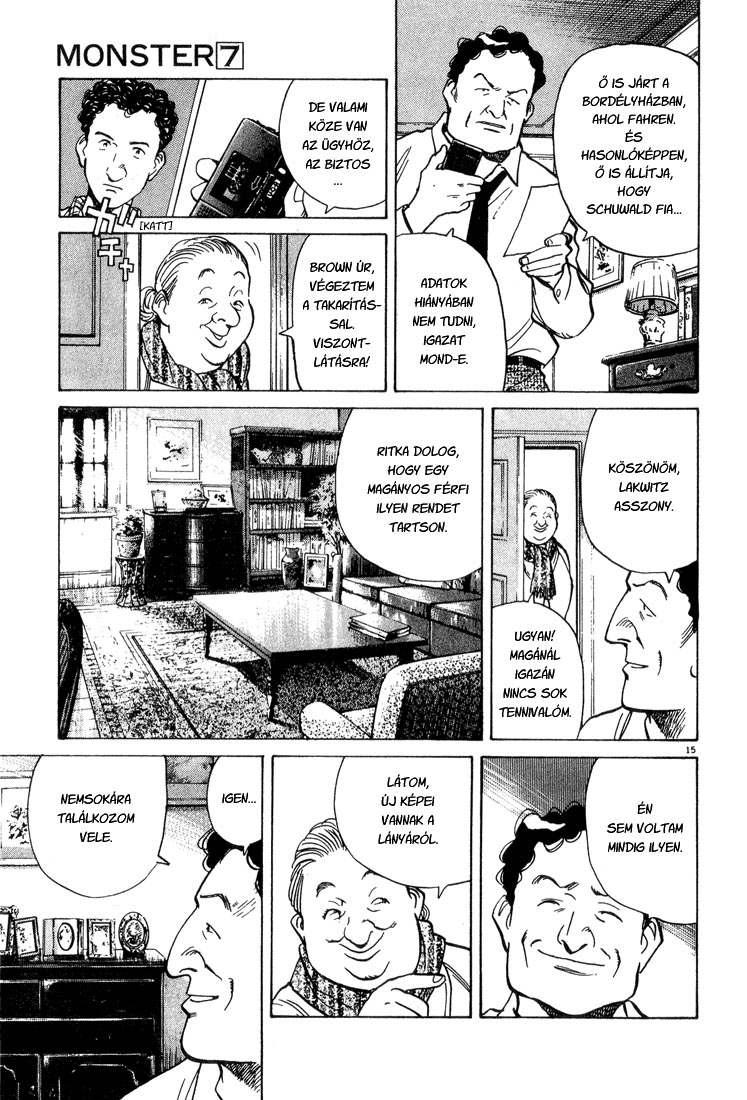 MONSTER 7
Ő IS JÁRT A
BORDÉLYHÁZBAN,
AHOL FAHREN.
ÉS
HASONLÓKÉPPEN,
Ő IS ÁLLÍTJA,
HOGY
SCHUWALD FIA...
ADATOK
HIÁNYÁBAN
NEM TUDNI,
IGAZAT
MOND-E.
DE VALAMI
KÖZE VAN
AZ ÜGYHÖZ,
AZ BIZTOS
...
ガチャ
[KATT]
BROWN ÚR,
VÉGEZTEM
A TAKARÍTÁS-
SAL.
VISZONT-
LÁTÁSRA!
KÖSZÖNÖM,
LAKWITZ
ASSZONY.
UGYAN!
MAGÁNÁL
IGAZÁN
NINCS SOK
TENNIVALÓM.
RITKA DOLOG,
HOGY EGY
MAGÁNYOS FÉRFI
ILYEN RENDET
TARTSON.
15
ÉN
SEM VOLTAM
MINDIG ILYEN.
LÁTOM,
ÚJ KÉPEI
VANNAK A
LÁNYÁRÓL.
IGEN...
NEMSOKÁRA
TALÁLKOZOM
VELE.